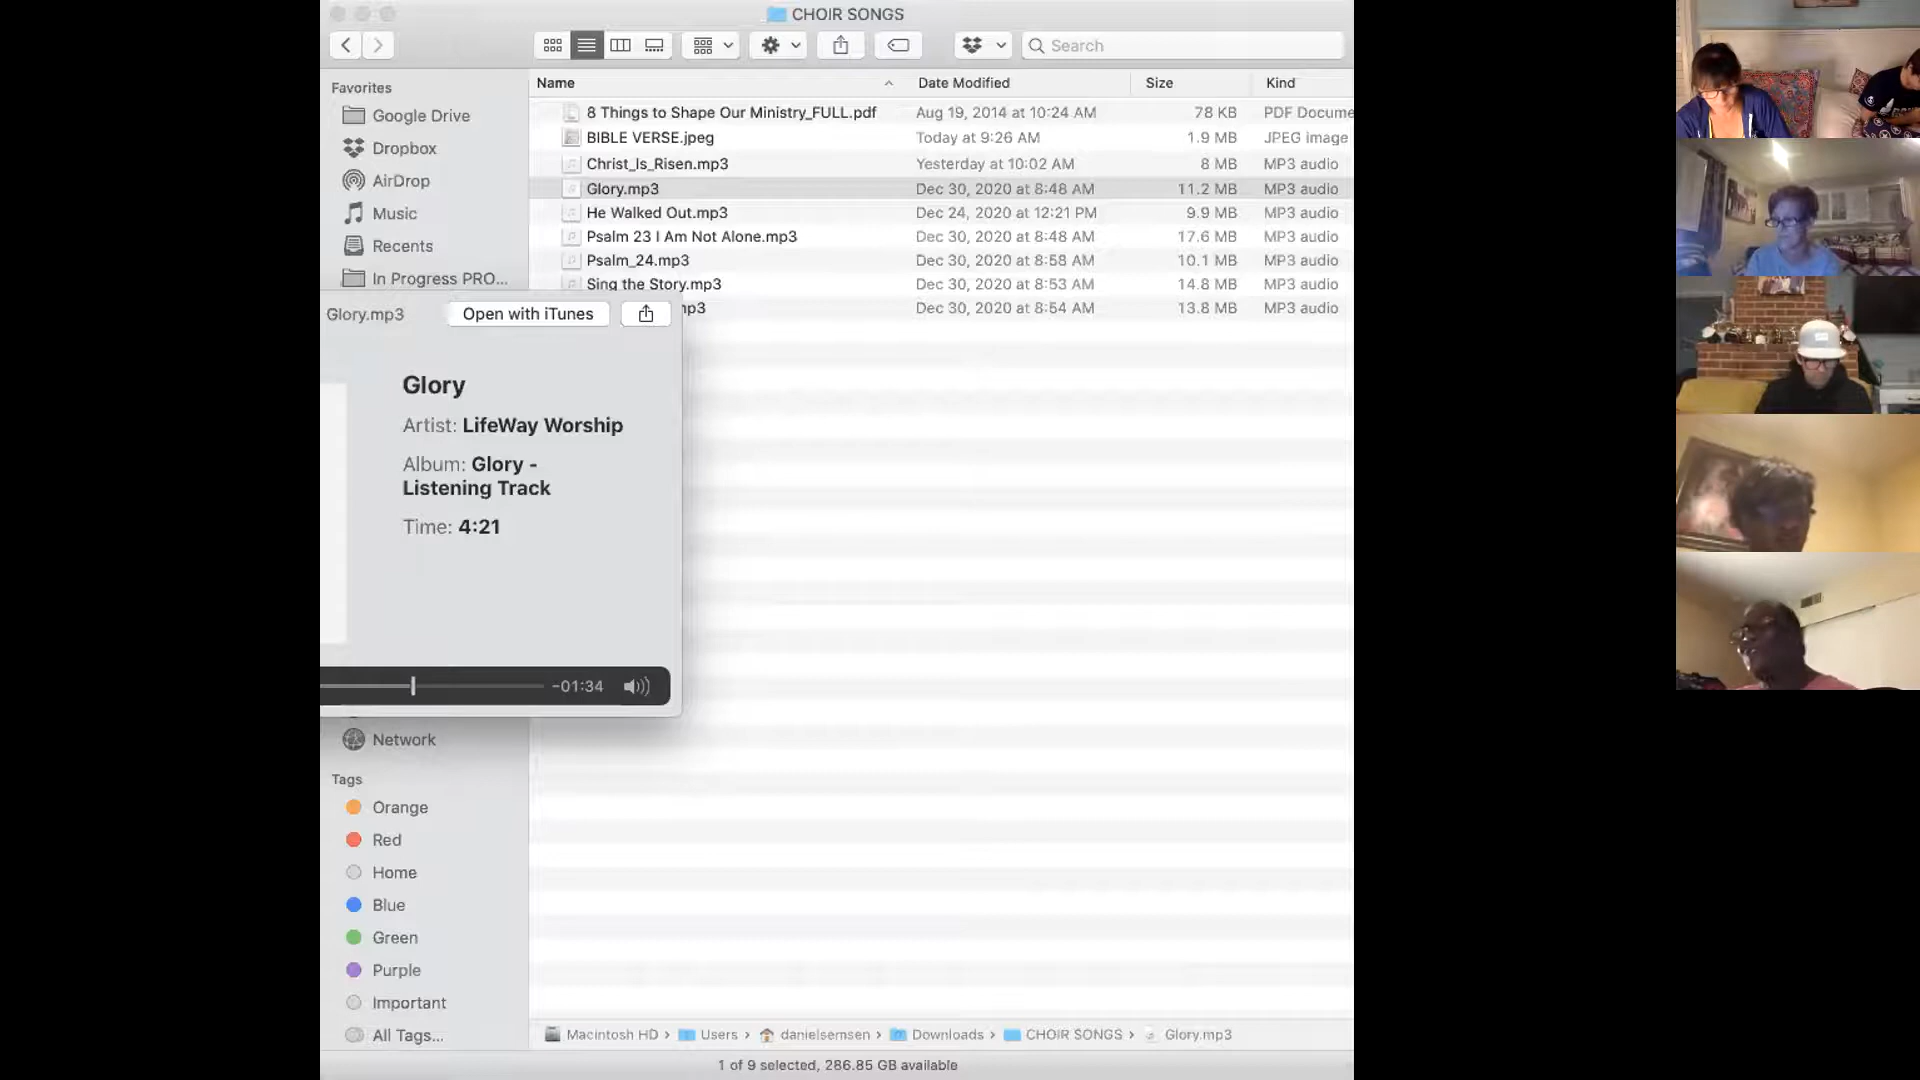 CHOIR SONGS
Search
Favorites
Google Drive
Dropbox
AirDrop
Music
Recents
In Progress PRO...
Name
Date Modified
Size
Kind
8 Things to Shape Our Ministry_FULL.pdf Aug 19, 2014 at 10:24 AM 78 KB PDF Docume
BIBLE VERSE.jpeg Today at 9:26 AM 1.9 MB JPEG image
Christ_Is_Risen.mp3 Yesterday at 10:02 AM 8 MB MP3 audio
Glory.mp3 Dec 30, 2020 at 8:48 AM 11.2 MB MP3 audio
He Walked Out.mp3 Dec 24, 2020 at 12:21 PM 9.9 MB MP3 audio
Psalm 23 I Am Not Alone.mp3 Dec 30, 2020 at 8:48 AM 17.6 MB MP3 audio
Psalm_24.mp3 Dec 30, 2020 at 8:58 AM 10.1 MB MP3 audio
Sing the Story.mp3 Dec 30, 2020 at 8:53 AM 14.8 MB MP3 audio
mp3 Dec 30, 2020 at 8:54 AM 13.8 MB MP3 audio
Glory.mp3
Open with iTunes
Glory
Artist: LifeWay Worship
Album: Glory -
Listening Track
Time: 4:21
-01:34
Network
Tags
Orange
Red
Home
Blue
Green
Purple
Important
All Tags...
Macintosh HD › Users › danielsemsen › Downloads › CHOIR SONGS › Glory.mp3
1 of 9 selected, 286.85 GB available